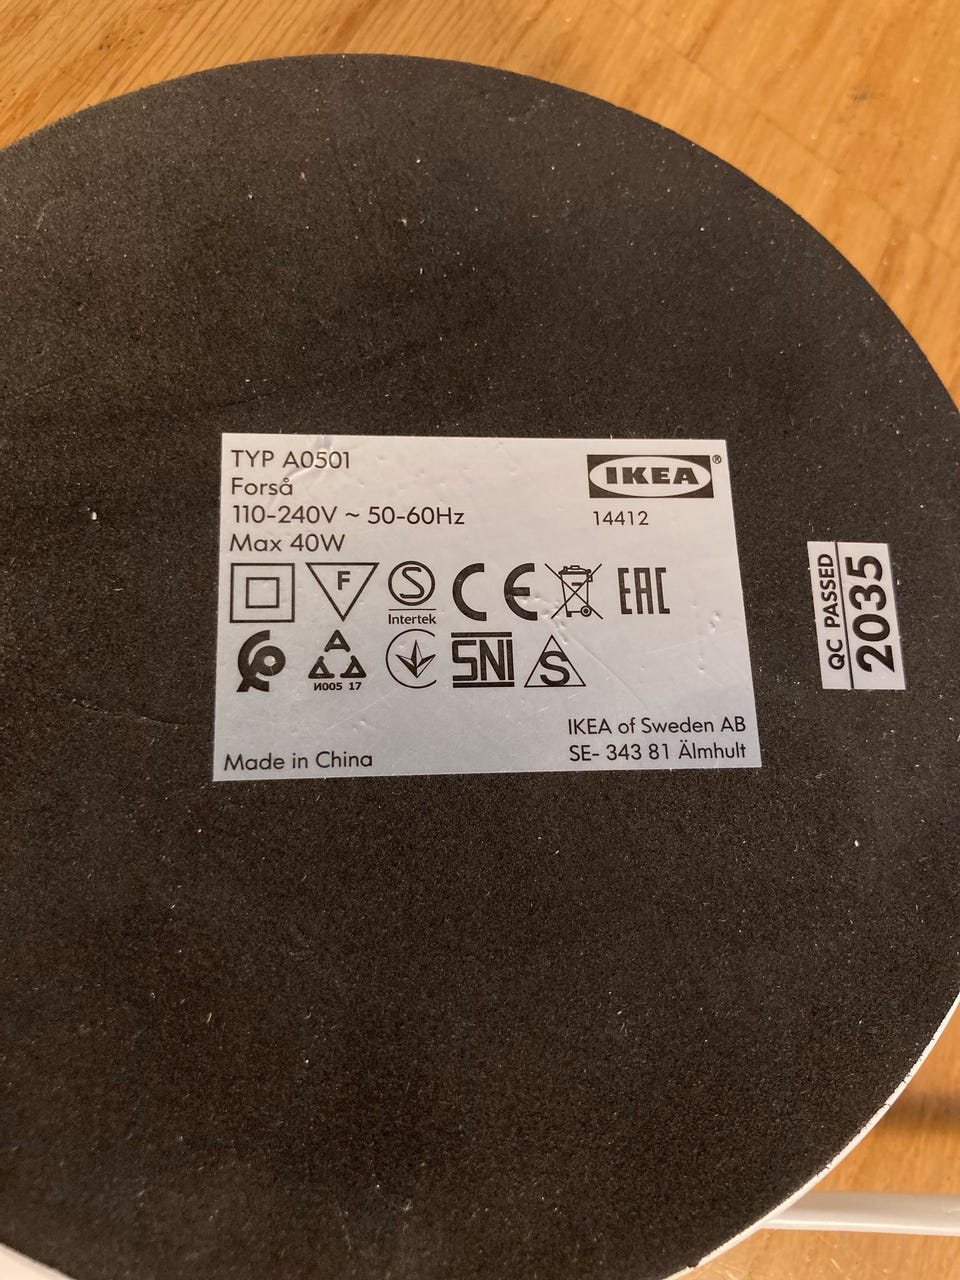 TYP A0501
Forså
110-240V ~ 50-60Hz
Max 40W
IKEA®
14412
F
S
Intertek
CE
EAC
И005 17
SNI
S
Made in China
IKEA of Sweden AB
SE- 343 81 Älmhult
QC PASSED
2035